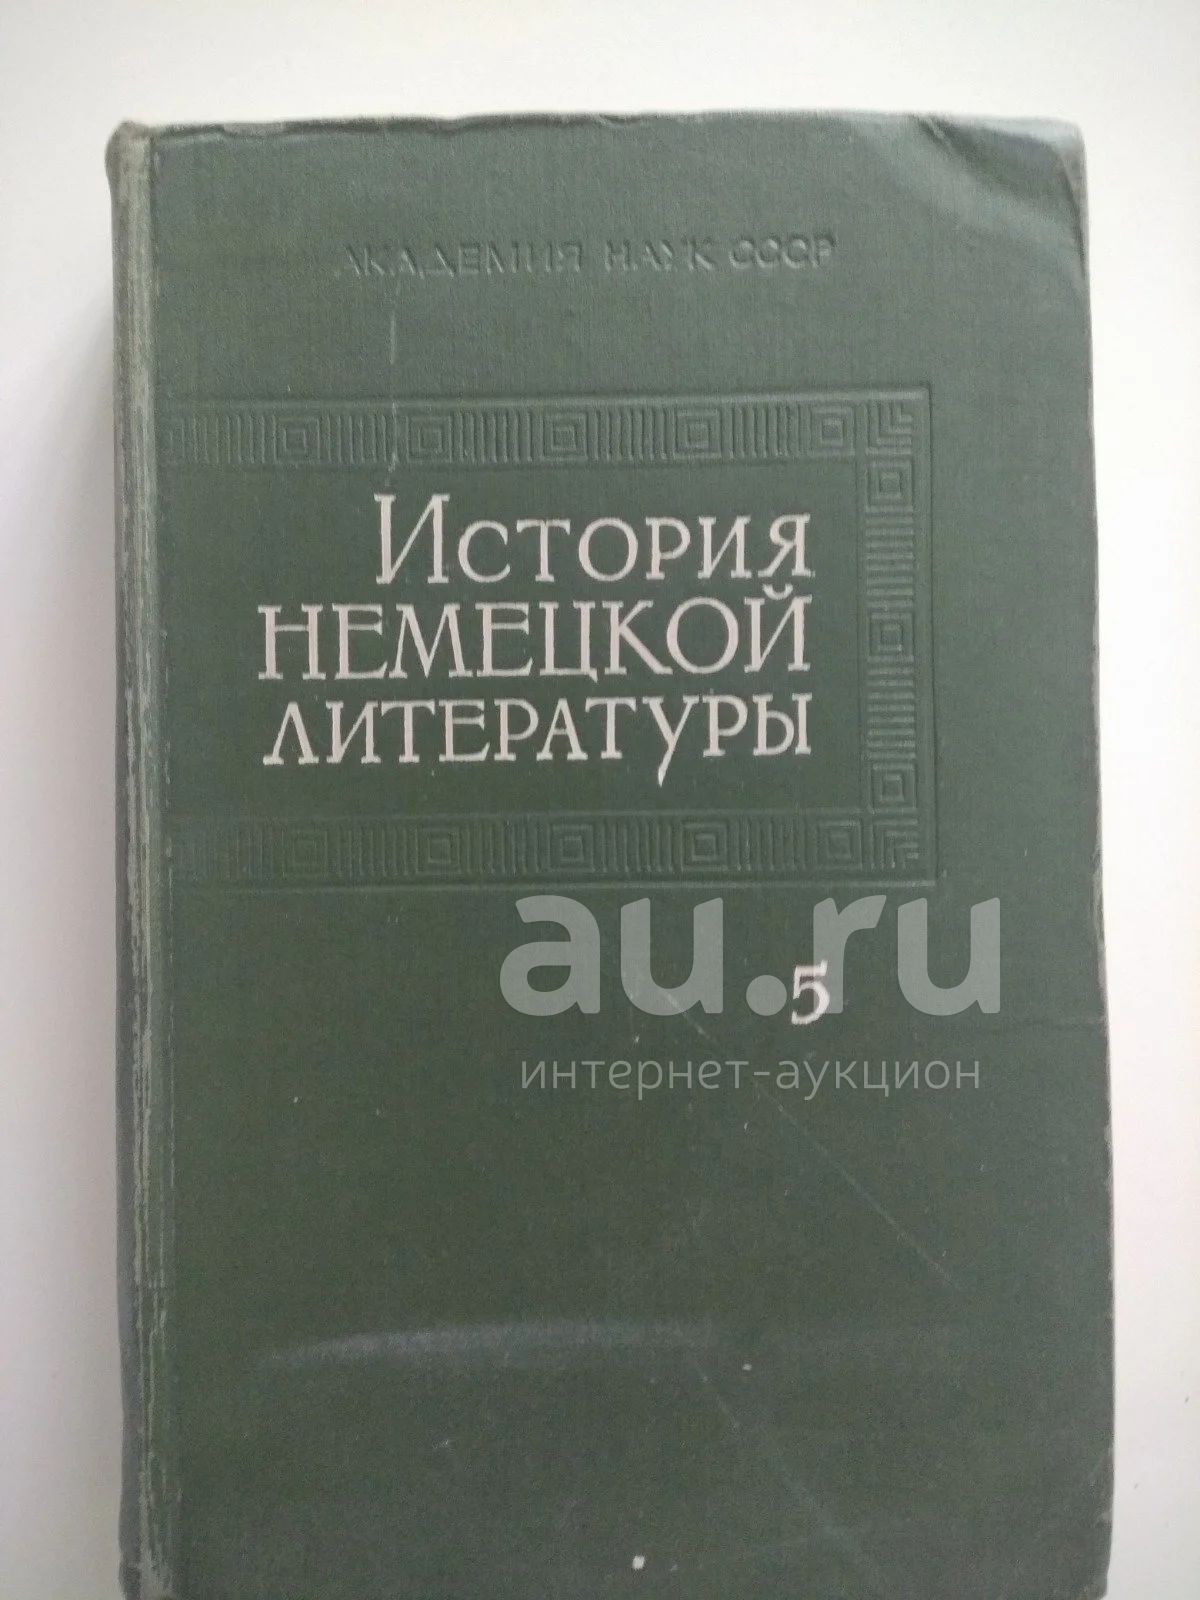 АКАДЕМИЯ НАУК СССР
История
НЕМЕЦКОЙ
ЛИТЕРАТУРЫ
au.ru
5
интернет-аукцион